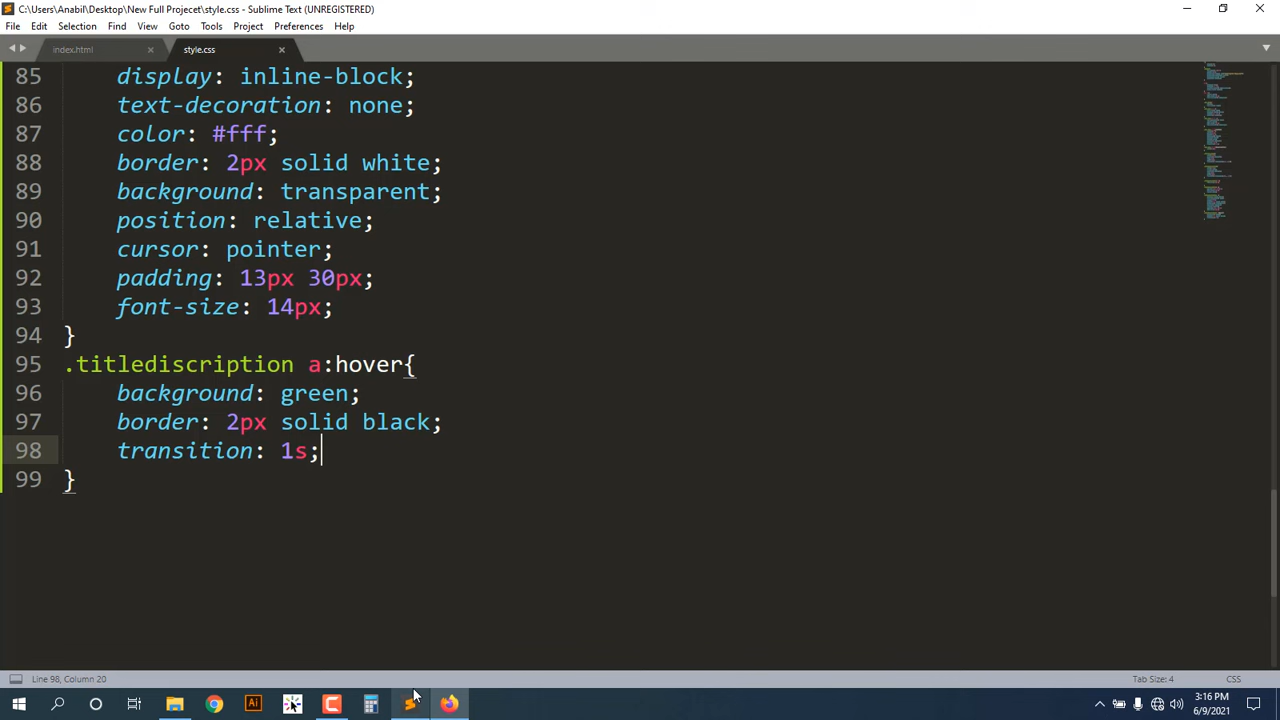 C:\Users\Anabil\Desktop\New Full Projecet\style.css - Sublime Text (UNREGISTERED)
File Edit Selection Find View Goto Tools Project Preferences Help
index.html style.css
85 display: inline-block;
86 text-decoration: none;
87 color: #fff;
88 border: 2px solid white;
89 background: transparent;
90 position: relative;
91 cursor: pointer;
92 padding: 13px 30px;
93 font-size: 14px;
94 }
95 .titlediscription a:hover{
96 background: green;
97 border: 2px solid black;
98 transition: 1s;
99 }
Line 98, Column 20 Tab Size: 4 CSS
Ai
3:16 PM
6/9/2021